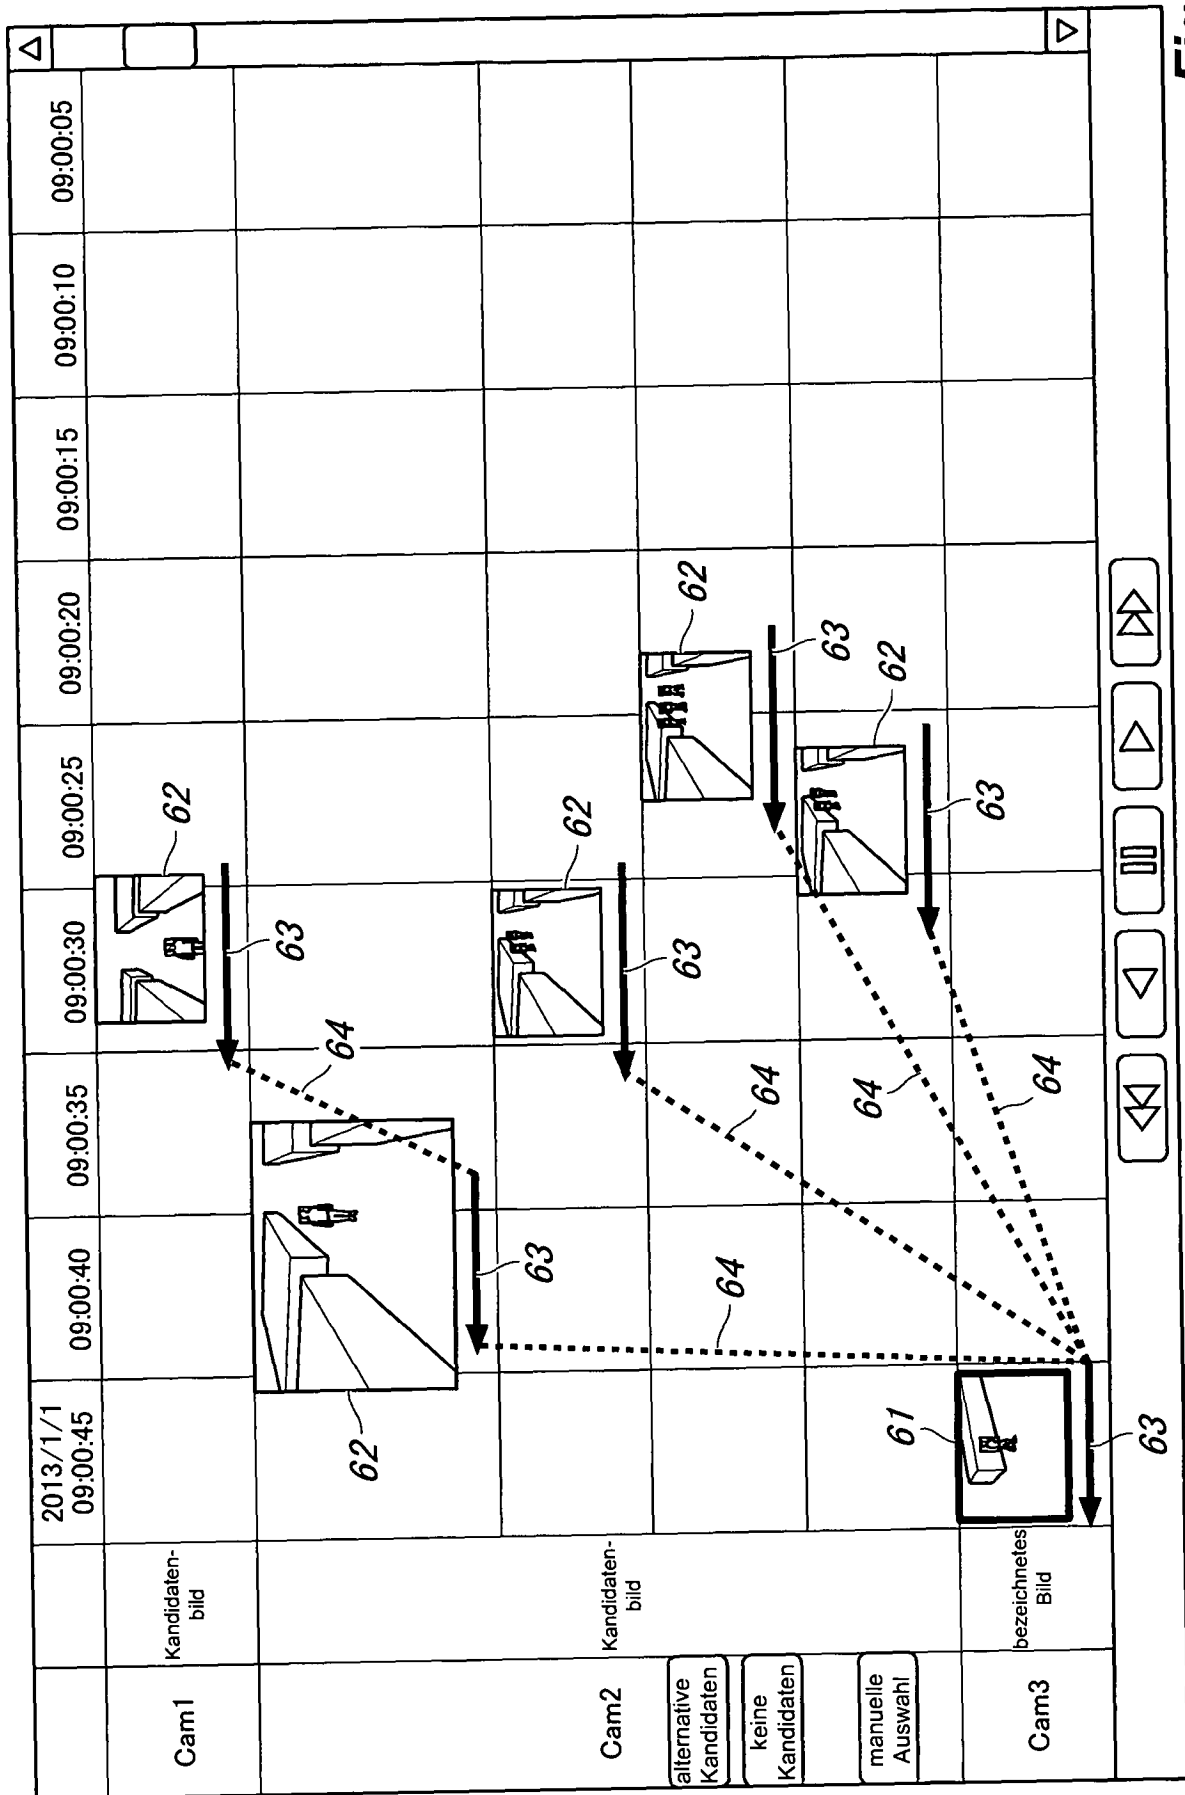 2013/1/1
09:00:45
09:00:40
09:00:35
09:00:30
09:00:25
09:00:20
09:00:15
09:00:10
09:00:05
Cam1
Kandidaten-
bild
62
63
64
62
63
Cam2
Kandidaten-
bild
62
63
64
62
63
64
64
62
63
64
alternative
Kandidaten
keine
Kandidaten
manuelle
Auswahl
Cam3
bezeichnetes
Bild
61
63